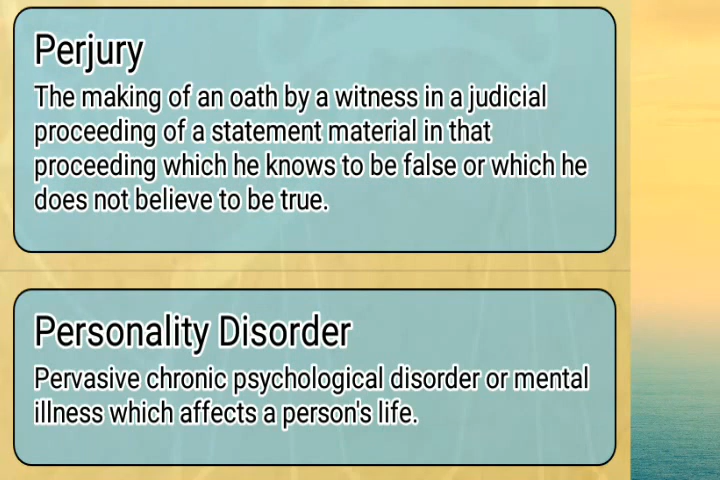 Perjury
The making of an oath by a witness in a judicial
proceeding of a statement material in that
proceeding which he knows to be false or which he
does not believe to be true.
Personality Disorder
Pervasive chronic psychological disorder or mental
illness which affects a person's life.